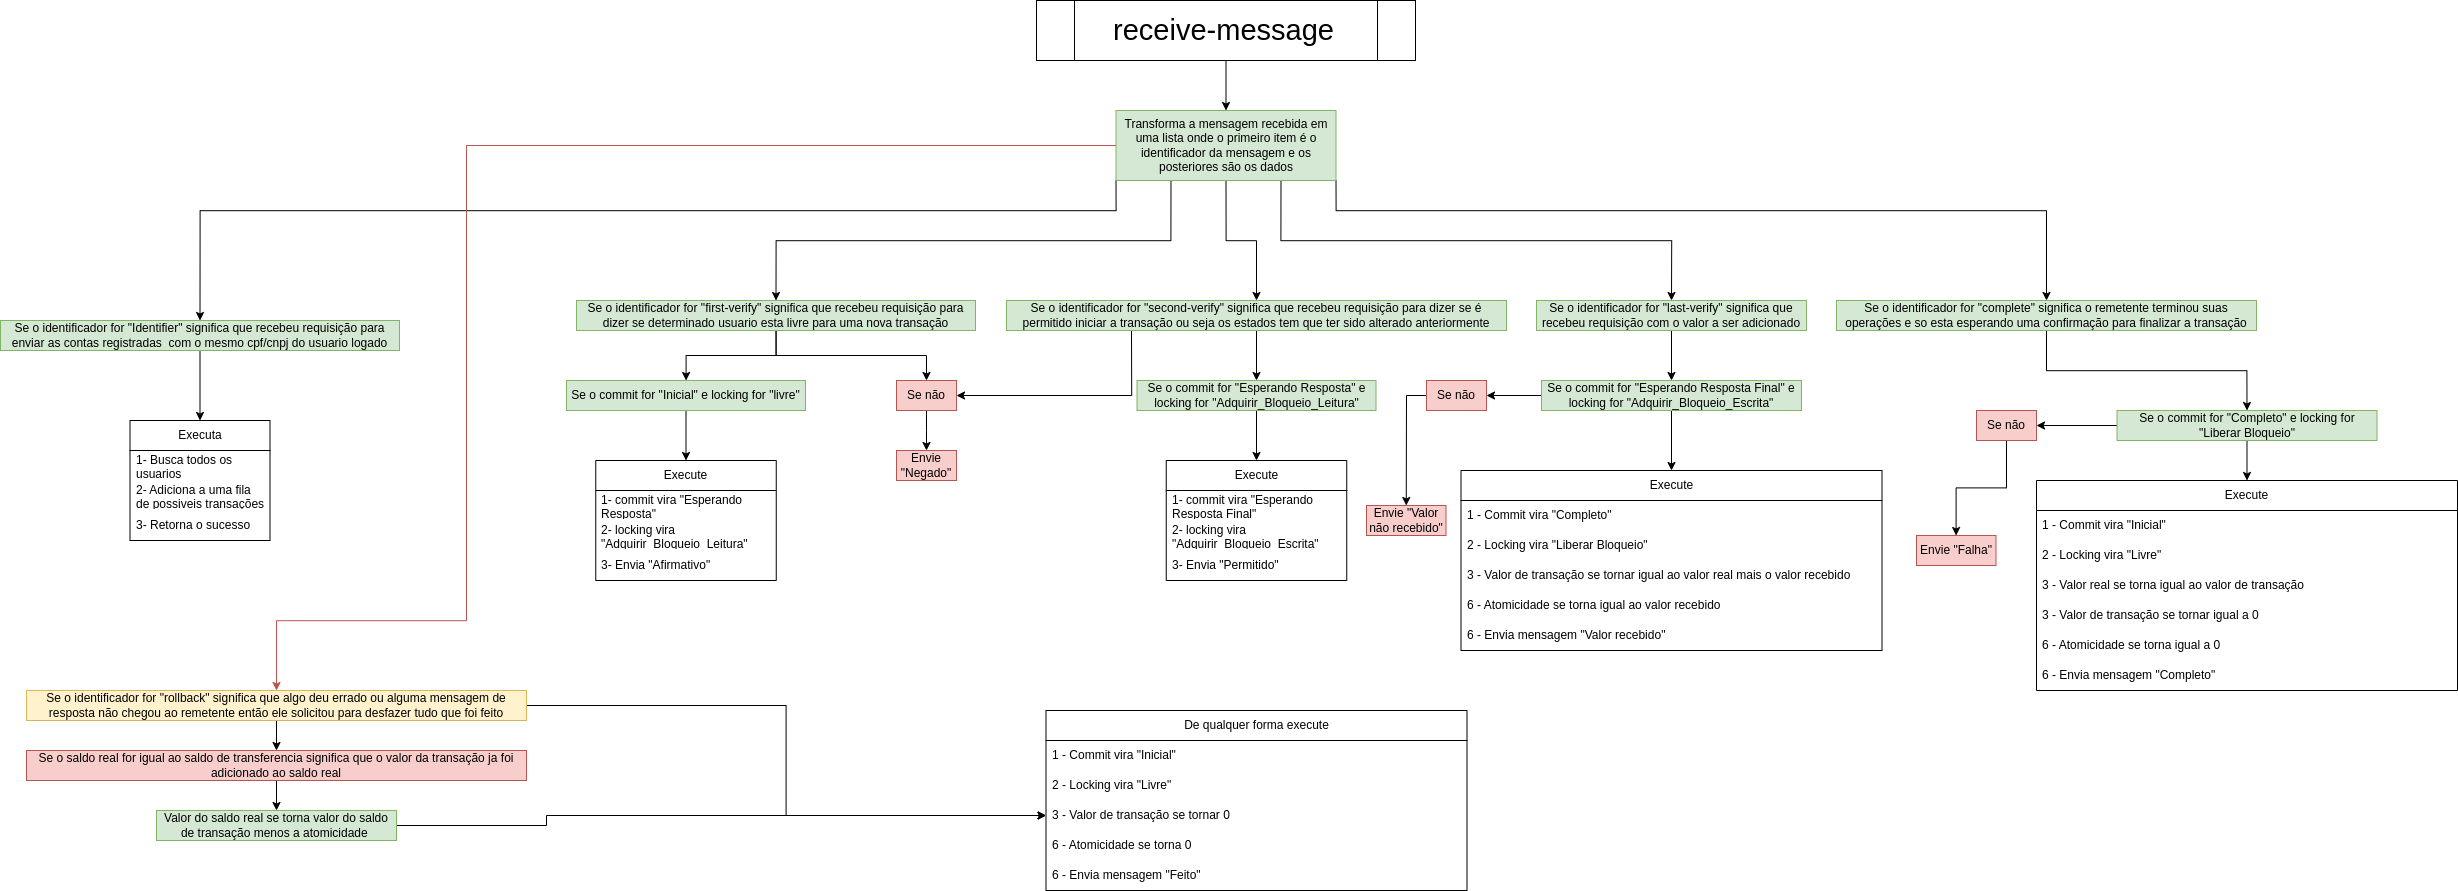 receive-message
Transforma a mensagem recebida em
uma lista onde o primeiro item é o
identificador da mensagem e os
posteriores são os dados
Se o identificador for "Identifier" significa que recebeu requisição para
enviar as contas registradas  com o mesmo cpf/cnpj do usuario logado
Se o identificador for "first-verify" significa que recebeu requisição para
dizer se determinado usuario esta livre para uma nova transação
Se o identificador for "second-verify" significa que recebeu requisição para dizer se é
permitido iniciar a transação ou seja os estados tem que ter sido alterado anteriormente
Se o identificador for "last-verify" significa que
recebeu requisição com o valor a ser adicionado
Se o identificador for "complete" significa o remetente terminou suas
operações e so esta esperando uma confirmação para finalizar a transação
Executa
1- Busca todos os
usuarios
2- Adiciona a uma fila
de possiveis transações
3- Retorna o sucesso
Se o commit for "Inicial" e locking for "livre"
Se não
Envie
"Negado"
Execute
1- commit vira "Esperando
Resposta"
2- locking vira
"Adquirir_Bloqueio_Leitura"
3- Envia "Afirmativo"
Se o commit for "Esperando Resposta" e
locking for "Adquirir_Bloqueio_Leitura"
Execute
1- commit vira "Esperando
Resposta Final"
2- locking vira
"Adquirir_Bloqueio_Escrita"
3- Envia "Permitido"
Se não
Se o commit for "Esperando Resposta Final" e
locking for "Adquirir_Bloqueio_Escrita"
Envie "Valor
não recebido"
Execute
1 - Commit vira "Completo"
2 - Locking vira "Liberar Bloqueio"
3 - Valor de transação se tornar igual ao valor real mais o valor recebido
6 - Atomicidade se torna igual ao valor recebido
6 - Envia mensagem "Valor recebido"
Se não
Se o commit for "Completo" e locking for
"Liberar Bloqueio"
Envie "Falha"
Execute
1 - Commit vira "Inicial"
2 - Locking vira "Livre"
3 - Valor real se torna igual ao valor de transação
3 - Valor de transação se tornar igual a 0
6 - Atomicidade se torna igual a 0
6 - Envia mensagem "Completo"
Se o identificador for "rollback" significa que algo deu errado ou alguma mensagem de
resposta não chegou ao remetente então ele solicitou para desfazer tudo que foi feito
Se o saldo real for igual ao saldo de transferencia significa que o valor da transação ja foi
adicionado ao saldo real
Valor do saldo real se torna valor do saldo
de transação menos a atomicidade
De qualquer forma execute
1 - Commit vira "Inicial"
2 - Locking vira "Livre"
3 - Valor de transação se tornar 0
6 - Atomicidade se torna 0
6 - Envia mensagem "Feito"